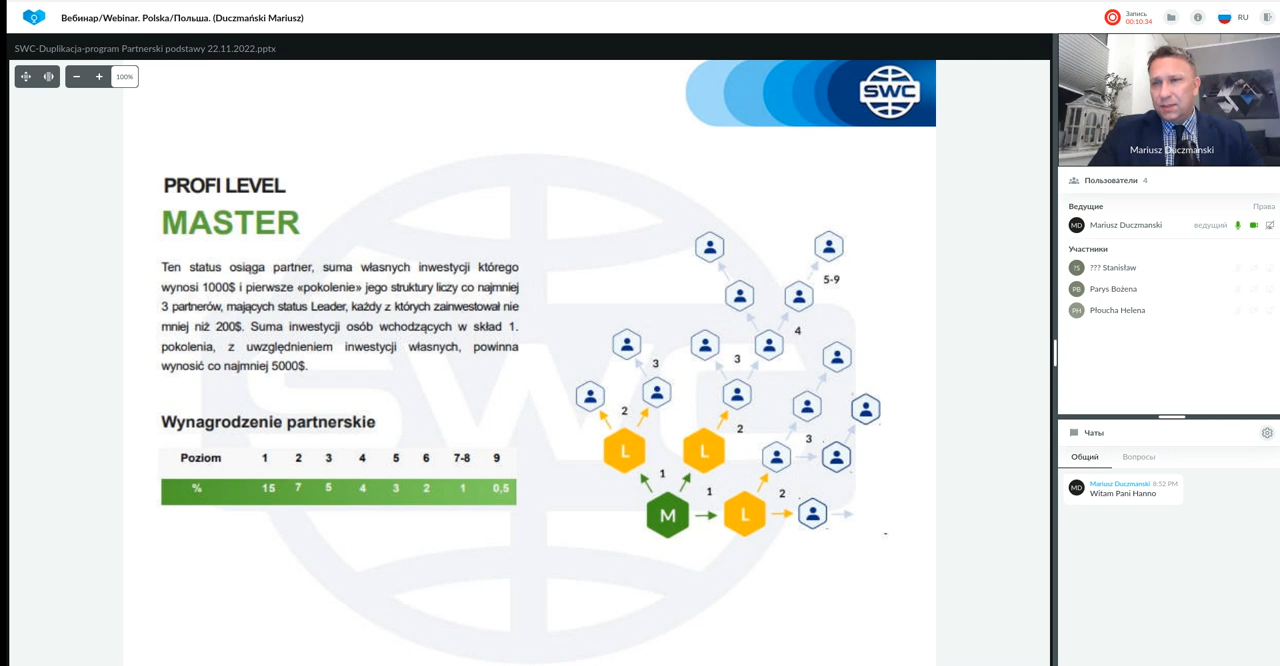 Вебинар/Webinar. Polska/Польша. (Duczmański Mariusz)
Запись
00:10:34
RU
SWC-Duplikacja-program Partnerski podstawy 22.11.2022.pptx
100%
SWC
PROFI LEVEL
MASTER
Ten status osiąga partner, suma własnych inwestycji którego
wynosi 1000$ i pierwsze «pokolenie» jego struktury liczy co najmniej
3 partnerów, mających status Leader, każdy z których zainwestował nie
mniej niż 200$. Suma inwestycji osób wchodzących w skład 1.
pokolenia, z uwzględnieniem inwestycji własnych, powinna
wynosić co najmniej 5000$.
Wynagrodzenie partnerskie
Poziom 1 2 3 4 5 6 7-8 9
% 15 7 5 4 3 2 1 0,5
5-9
4
3
3
2
2
3
L
L
1
1
2
M
L
SWC
Mariusz Duczmanski
Пользователи 4
Ведущие Права
MD Mariusz Duczmanski ведущий
Участники
?S ??? Stanisław
PB Parys Bożena
PH Płoucha Helena
Чаты
Общий Вопросы
MD Mariusz Duczmanski 8:52 PM
Witam Pani Hanno